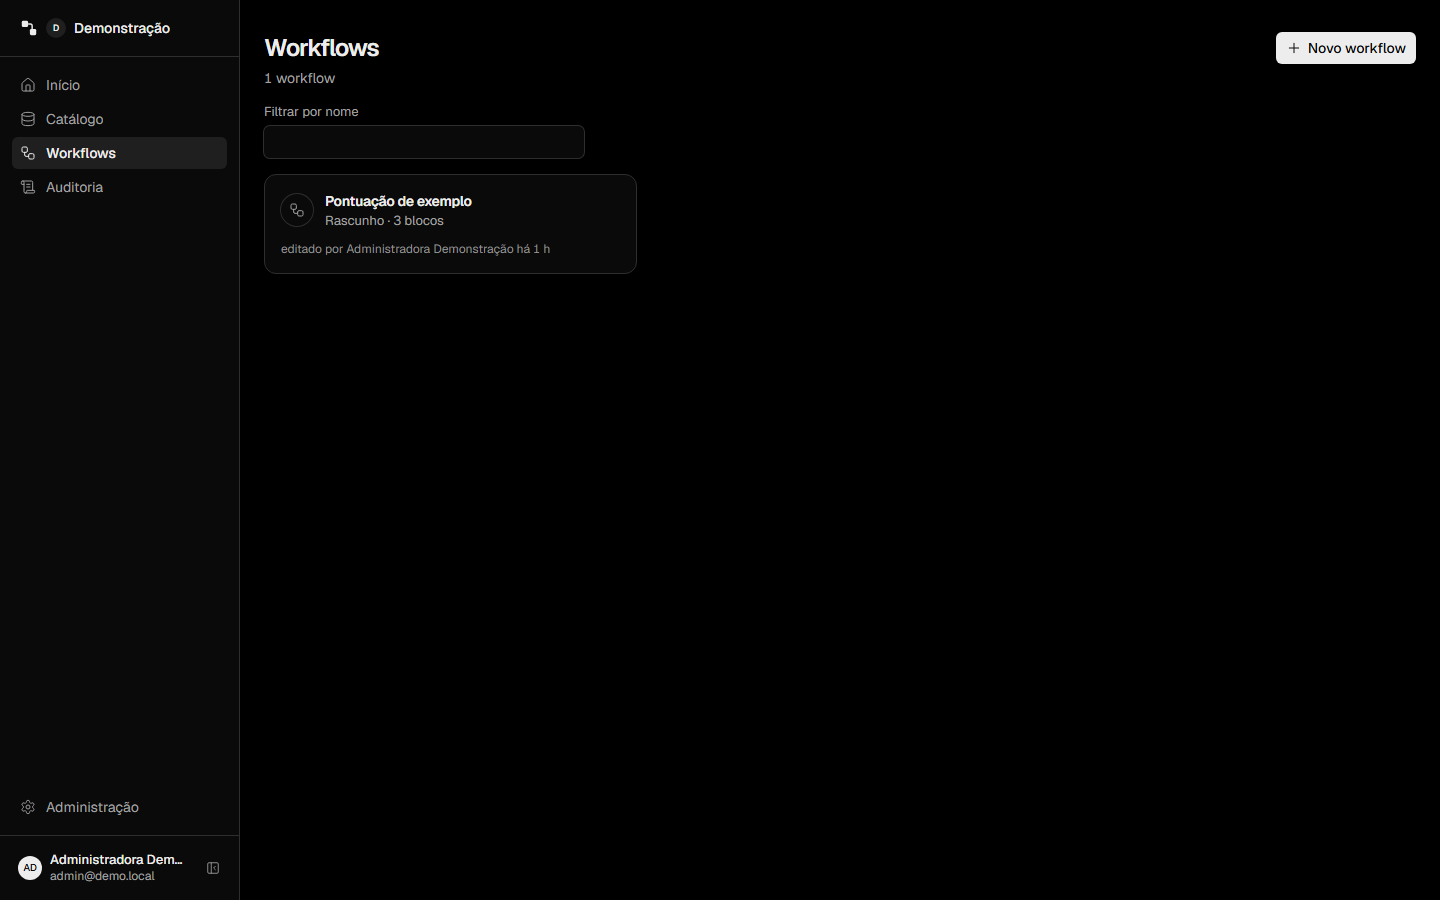 D Demonstração
Início
Catálogo
Workflows
Auditoria
Administração
AD
Administradora Dem...
admin@demo.local
Workflows
1 workflow
Novo workflow
Filtrar por nome
Pontuação de exemplo
Rascunho · 3 blocos
editado por Administradora Demonstração há 1 h